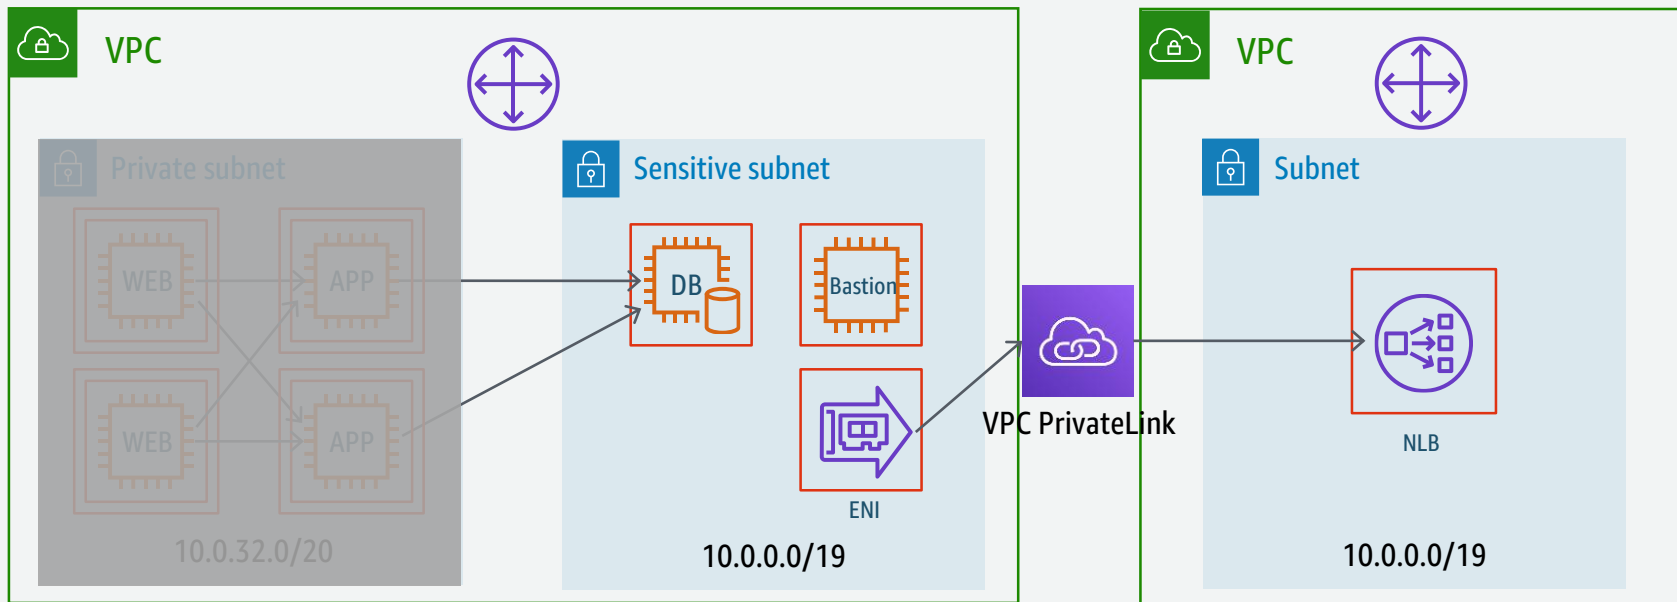 VPC
Private subnet
WEB
APP
WEB
APP
10.0.32.0/20
Sensitive subnet
DB
Bastion
ENI
10.0.0.0/19
VPC PrivateLink
VPC
Subnet
NLB
10.0.0.0/19